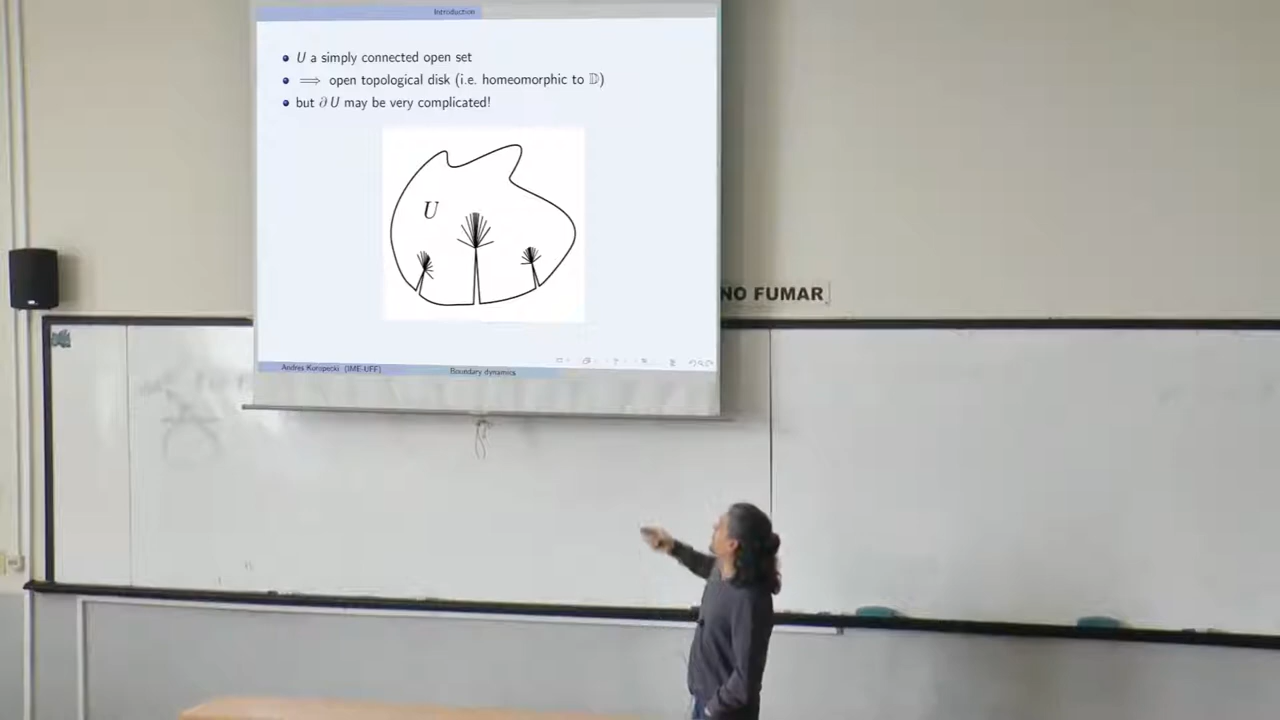 Introduction
U a simply connected open set
⟹ open topological disk (i.e. homeomorphic to 𝔻)
but ∂U may be very complicated!
U
Andres Koropecki (IME-UFF)
Boundary dynamics
NO FUMAR